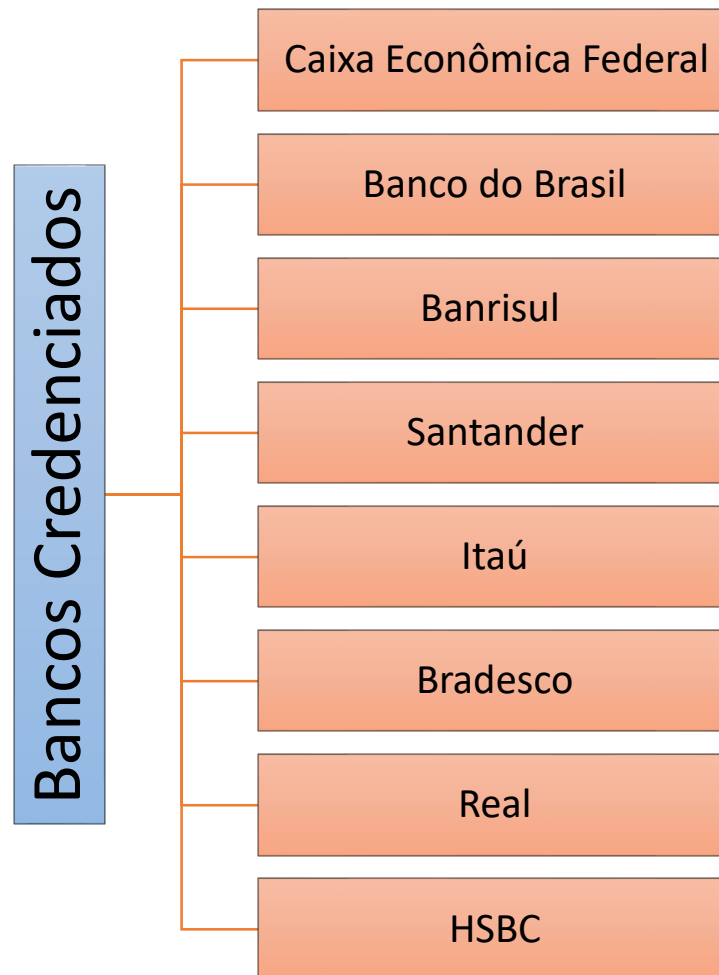 Bancos Credenciados
Caixa Econômica Federal
Banco do Brasil
Banrisul
Santander
Itaú
Bradesco
Real
HSBC